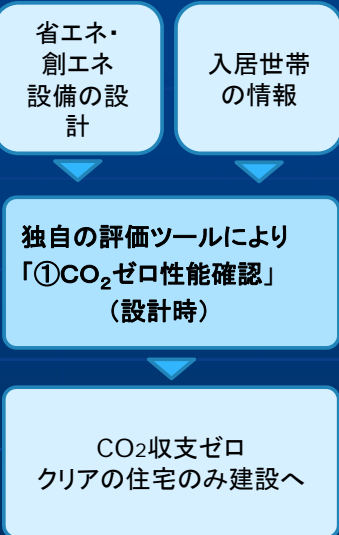 省エネ・
創エネ
設備の設
計
入居世帯
の情報
独自の評価ツールにより
「①CO₂ゼロ性能確認」
（設計時）
CO2収支ゼロ
クリアの住宅のみ建設へ